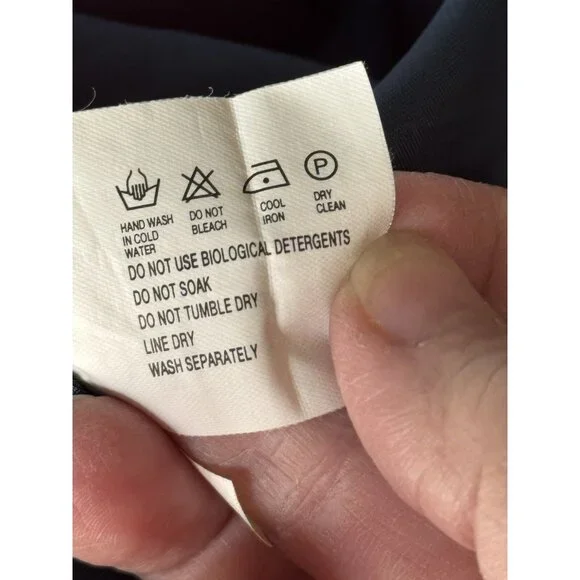 HAND WASH
IN COLD
WATER
DO NOT
BLEACH
COOL
IRON
P
DRY
CLEAN
DO NOT USE BIOLOGICAL DETERGENTS
DO NOT SOAK
DO NOT TUMBLE DRY
LINE DRY
WASH SEPARATELY